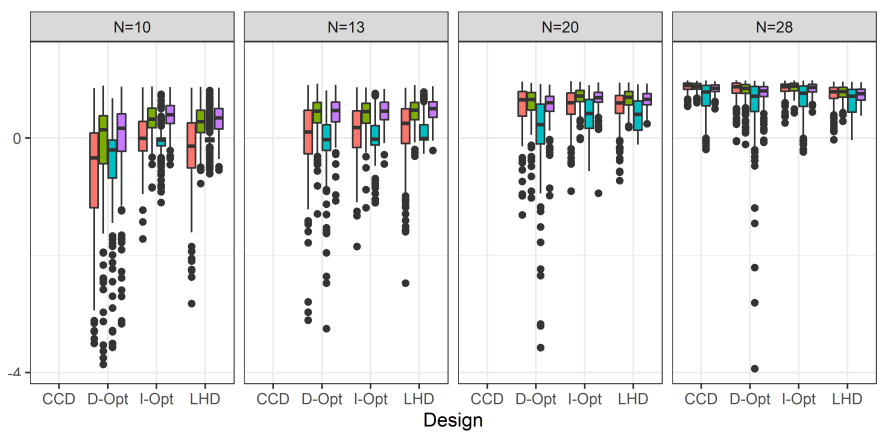 N=10 N=13 N=20 N=28
0
-4
CCD D-Opt I-Opt LHD CCD D-Opt I-Opt LHD CCD D-Opt I-Opt LHD CCD D-Opt I-Opt LHD
Design